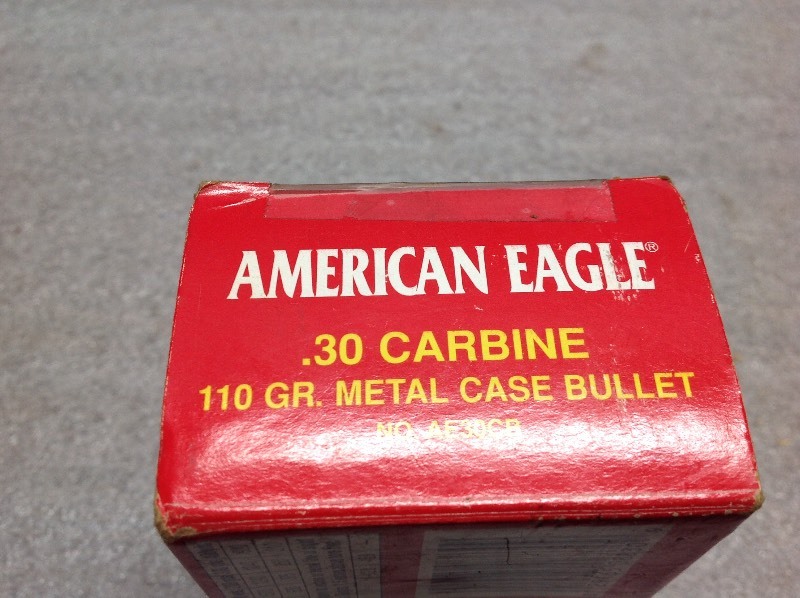 AMERICAN EAGLE®
.30 CARBINE
110 GR. METAL CASE BULLET
NO. AE30CB